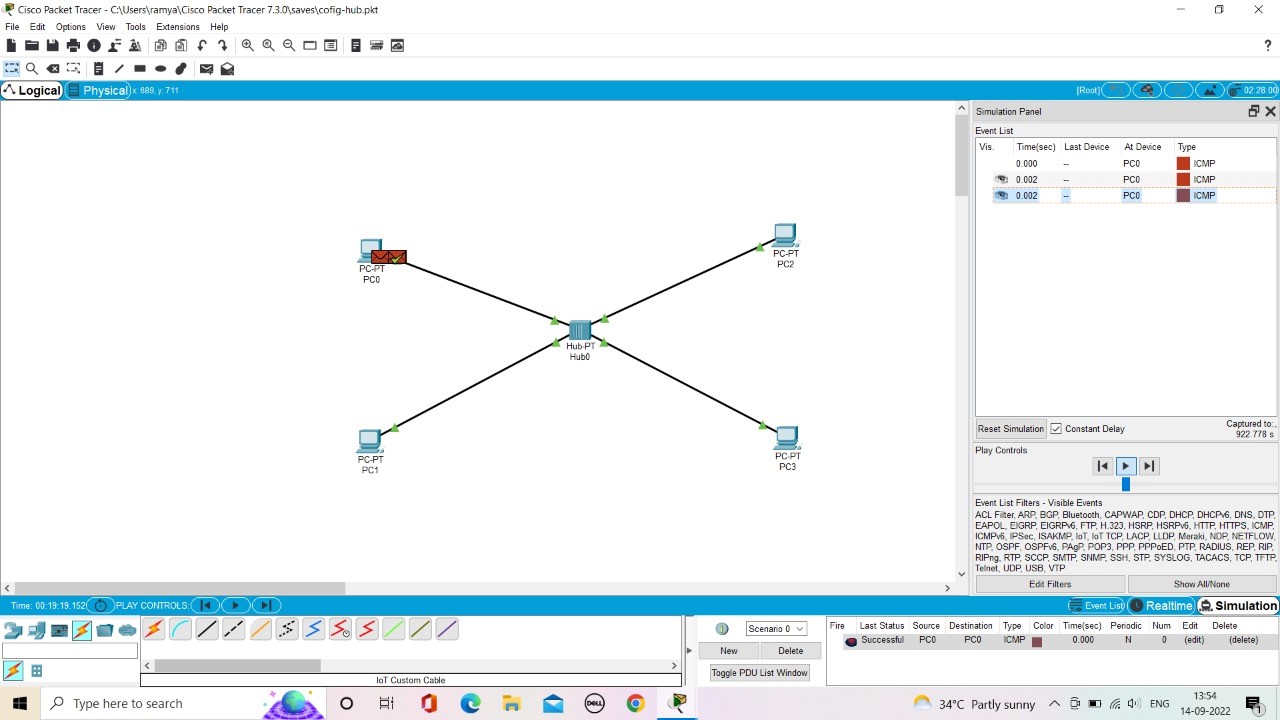 Cisco Packet Tracer - C:\Users\ramya\Cisco Packet Tracer 7.3.0\saves\cofig-hub.pkt
File Edit Options View Tools Extensions Help
?
Logical Physical x: 889, y: 711 [Root] 02:28:00
Simulation Panel
Event List
Vis. Time(sec) Last Device At Device Type
0.000 -- PC0 ICMP
0.002 -- PC0 ICMP
0.002 -- PC0 ICMP
PC-PT
PC0
PC-PT
PC2
Hub-PT
Hub0
PC-PT
PC1
PC-PT
PC3
Reset Simulation Constant Delay Captured to:
922.778 s
Play Controls
Event List Filters - Visible Events
ACL Filter, ARP, BGP, Bluetooth, CAPWAP, CDP, DHCP, DHCPv6, DNS, DTP,
EAPOL, EIGRP, EIGRPv6, FTP, H.323, HSRP, HSRPv6, HTTP, HTTPS, ICMP,
ICMPv6, IPSec, ISAKMP, IoT, IoT TCP, LACP, LLDP, Meraki, NDP, NETFLOW,
NTP, OSPF, OSPFv6, PAgP, POP3, PPP, PPPoED, PTP, RADIUS, REP, RIP,
RIPng, RTP, SCCP, SMTP, SNMP, SSH, STP, SYSLOG, TACACS, TCP, TFTP,
Telnet, UDP, USB, VTP
Edit Filters Show All/None
Time: 00:19:19.152 PLAY CONTROLS: Event List Realtime Simulation
Scenario 0
New Delete
Toggle PDU List Window
Fire Last Status Source Destination Type Color Time(sec) Periodic Num Edit Delete
Successful PC0 PC0 ICMP 0.000 N 0 (edit) (delete)
IoT Custom Cable
Type here to search
DELL
34°C Partly sunny
ENG
13:54
14-09-2022
1